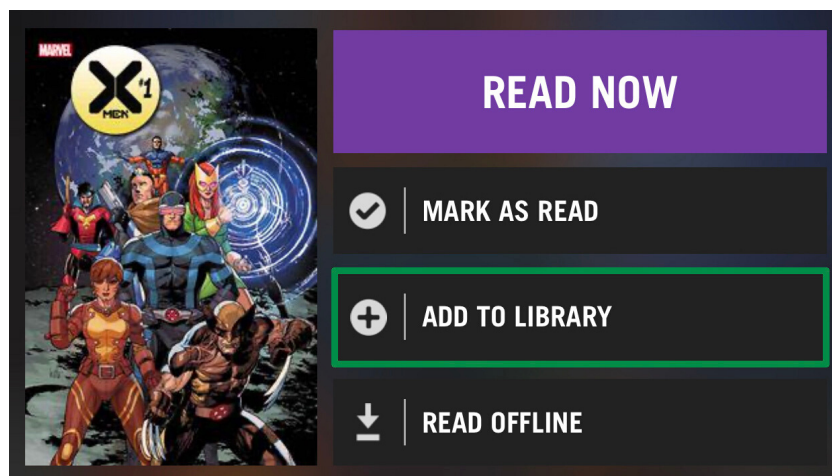 MARVEL
X
#1
MEN
READ NOW
MARK AS READ
ADD TO LIBRARY
READ OFFLINE